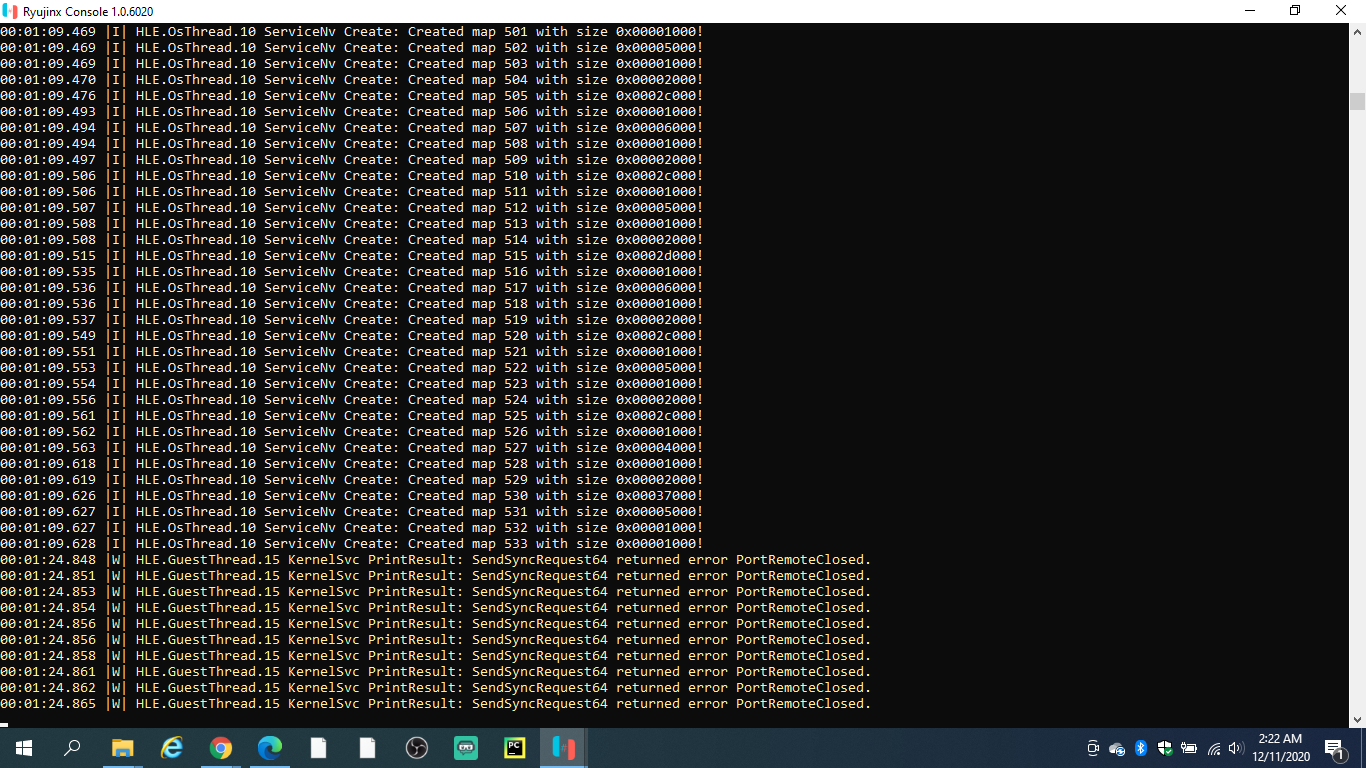 Ryujinx Console 1.0.6020
00:01:09.469 |I| HLE.OsThread.10 ServiceNv Create: Created map 501 with size 0x00001000!
00:01:09.469 |I| HLE.OsThread.10 ServiceNv Create: Created map 502 with size 0x00005000!
00:01:09.469 |I| HLE.OsThread.10 ServiceNv Create: Created map 503 with size 0x00001000!
00:01:09.470 |I| HLE.OsThread.10 ServiceNv Create: Created map 504 with size 0x00002000!
00:01:09.476 |I| HLE.OsThread.10 ServiceNv Create: Created map 505 with size 0x0002c000!
00:01:09.493 |I| HLE.OsThread.10 ServiceNv Create: Created map 506 with size 0x00001000!
00:01:09.494 |I| HLE.OsThread.10 ServiceNv Create: Created map 507 with size 0x00006000!
00:01:09.494 |I| HLE.OsThread.10 ServiceNv Create: Created map 508 with size 0x00001000!
00:01:09.497 |I| HLE.OsThread.10 ServiceNv Create: Created map 509 with size 0x00002000!
00:01:09.506 |I| HLE.OsThread.10 ServiceNv Create: Created map 510 with size 0x0002c000!
00:01:09.506 |I| HLE.OsThread.10 ServiceNv Create: Created map 511 with size 0x00001000!
00:01:09.507 |I| HLE.OsThread.10 ServiceNv Create: Created map 512 with size 0x00005000!
00:01:09.508 |I| HLE.OsThread.10 ServiceNv Create: Created map 513 with size 0x00001000!
00:01:09.508 |I| HLE.OsThread.10 ServiceNv Create: Created map 514 with size 0x00002000!
00:01:09.515 |I| HLE.OsThread.10 ServiceNv Create: Created map 515 with size 0x0002d000!
00:01:09.535 |I| HLE.OsThread.10 ServiceNv Create: Created map 516 with size 0x00001000!
00:01:09.536 |I| HLE.OsThread.10 ServiceNv Create: Created map 517 with size 0x00006000!
00:01:09.536 |I| HLE.OsThread.10 ServiceNv Create: Created map 518 with size 0x00001000!
00:01:09.537 |I| HLE.OsThread.10 ServiceNv Create: Created map 519 with size 0x00002000!
00:01:09.549 |I| HLE.OsThread.10 ServiceNv Create: Created map 520 with size 0x0002c000!
00:01:09.551 |I| HLE.OsThread.10 ServiceNv Create: Created map 521 with size 0x00001000!
00:01:09.553 |I| HLE.OsThread.10 ServiceNv Create: Created map 522 with size 0x00005000!
00:01:09.554 |I| HLE.OsThread.10 ServiceNv Create: Created map 523 with size 0x00001000!
00:01:09.556 |I| HLE.OsThread.10 ServiceNv Create: Created map 524 with size 0x00002000!
00:01:09.561 |I| HLE.OsThread.10 ServiceNv Create: Created map 525 with size 0x0002c000!
00:01:09.562 |I| HLE.OsThread.10 ServiceNv Create: Created map 526 with size 0x00001000!
00:01:09.563 |I| HLE.OsThread.10 ServiceNv Create: Created map 527 with size 0x00004000!
00:01:09.618 |I| HLE.OsThread.10 ServiceNv Create: Created map 528 with size 0x00001000!
00:01:09.619 |I| HLE.OsThread.10 ServiceNv Create: Created map 529 with size 0x00002000!
00:01:09.626 |I| HLE.OsThread.10 ServiceNv Create: Created map 530 with size 0x00037000!
00:01:09.627 |I| HLE.OsThread.10 ServiceNv Create: Created map 531 with size 0x00005000!
00:01:09.627 |I| HLE.OsThread.10 ServiceNv Create: Created map 532 with size 0x00001000!
00:01:09.628 |I| HLE.OsThread.10 ServiceNv Create: Created map 533 with size 0x00001000!
00:01:24.848 |W| HLE.GuestThread.15 KernelSvc PrintResult: SendSyncRequest64 returned error PortRemoteClosed.
00:01:24.851 |W| HLE.GuestThread.15 KernelSvc PrintResult: SendSyncRequest64 returned error PortRemoteClosed.
00:01:24.853 |W| HLE.GuestThread.15 KernelSvc PrintResult: SendSyncRequest64 returned error PortRemoteClosed.
00:01:24.854 |W| HLE.GuestThread.15 KernelSvc PrintResult: SendSyncRequest64 returned error PortRemoteClosed.
00:01:24.856 |W| HLE.GuestThread.15 KernelSvc PrintResult: SendSyncRequest64 returned error PortRemoteClosed.
00:01:24.856 |W| HLE.GuestThread.15 KernelSvc PrintResult: SendSyncRequest64 returned error PortRemoteClosed.
00:01:24.858 |W| HLE.GuestThread.15 KernelSvc PrintResult: SendSyncRequest64 returned error PortRemoteClosed.
00:01:24.861 |W| HLE.GuestThread.15 KernelSvc PrintResult: SendSyncRequest64 returned error PortRemoteClosed.
00:01:24.862 |W| HLE.GuestThread.15 KernelSvc PrintResult: SendSyncRequest64 returned error PortRemoteClosed.
00:01:24.865 |W| HLE.GuestThread.15 KernelSvc PrintResult: SendSyncRequest64 returned error PortRemoteClosed.
PC
2:22 AM
12/11/2020
1